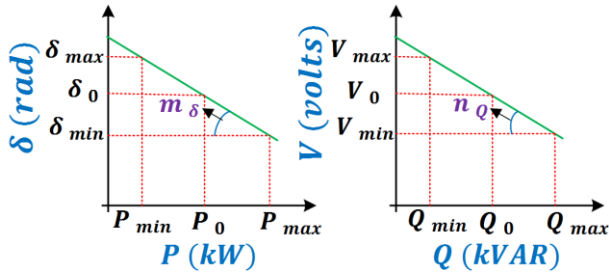 δ (rad)
δ max
δ 0
δ min
m δ
P min
P 0
P max
P (kW)
V (volts)
V max
V 0
V min
n Q
Q min
Q 0
Q max
Q (kVAR)